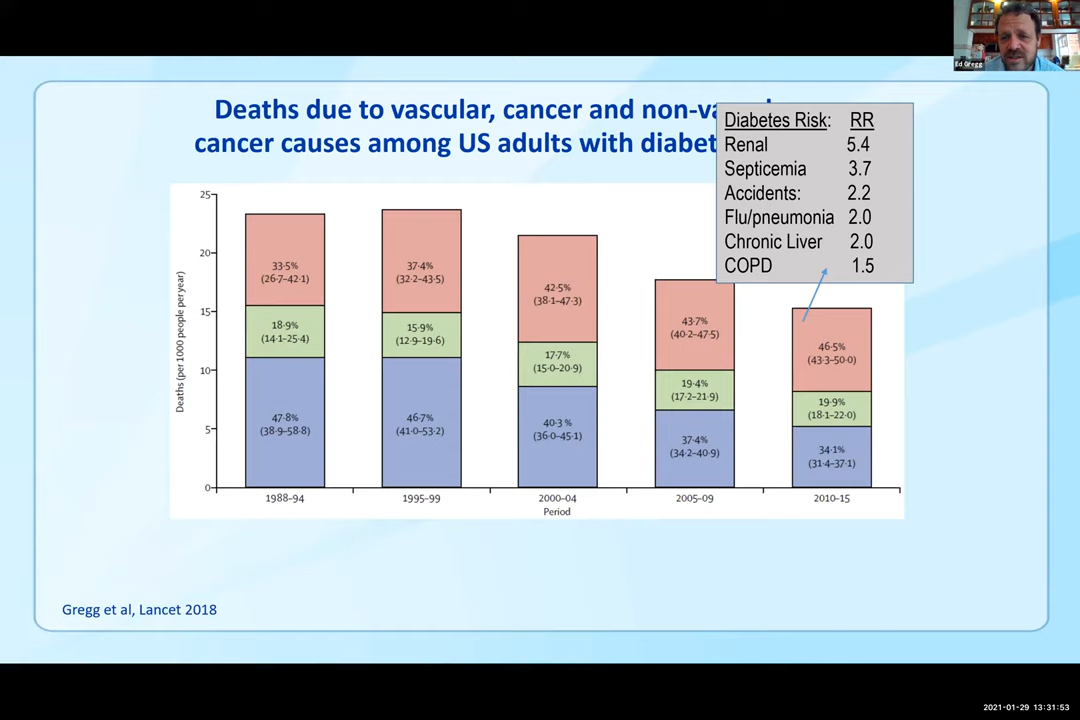 Ed Gregg
Deaths due to vascular, cancer and non-va
cancer causes among US adults with diabet
Diabetes Risk: RR
Renal 5.4
Septicemia 3.7
Accidents: 2.2
Flu/pneumonia 2.0
Chronic Liver 2.0
COPD 1.5
Deaths (per 1000 people per year)
25
20
15
10
5
0
33·5%
(26·7–42·1)
18·9%
(14·1–25·4)
47·8%
(38·9–58·8)
37·4%
(32·2–43·5)
15·9%
(12·9–19·6)
46·7%
(41·0–53·2)
42·5%
(38·1–47·3)
17·7%
(15·0–20·9)
40·3 %
(36·0–45·1)
43·7%
(40·2–47·5)
19·4%
(17·2–21·9)
37·4%
(34·2–40·9)
46·5%
(43·3–50·0)
19·9%
(18·1–22·0)
34·1%
(31·4–37·1)
1988–94 1995–99 2000–04 2005–09 2010–15
Period
Gregg et al, Lancet 2018
2021-01-29 13:31:53